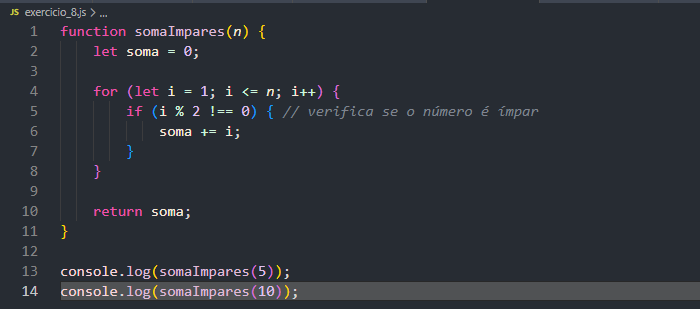 JS exercicio_8.js > ...
1 function somaImpares(n) {
2     let soma = 0;
3
4     for (let i = 1; i <= n; i++) {
5         if (i % 2 !== 0) { // verifica se o número é ímpar
6             soma += i;
7         }
8     }
9
10     return soma;
11 }
12
13 console.log(somaImpares(5));
14 console.log(somaImpares(10));